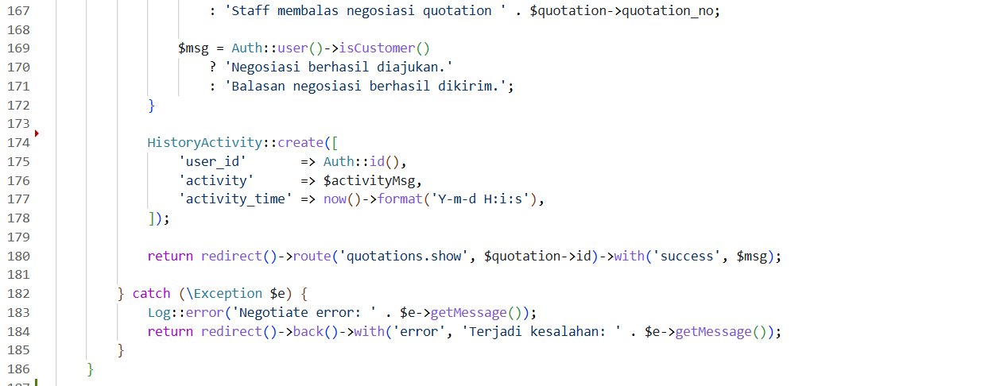 167 : 'Staff membalas negosiasi quotation ' . $quotation->quotation_no;
168
169 $msg = Auth::user()->isCustomer()
170 ? 'Negosiasi berhasil diajukan.'
171 : 'Balasan negosiasi berhasil dikirim.';
172 }
173
174 HistoryActivity::create([
175 'user_id' => Auth::id(),
176 'activity' => $activityMsg,
177 'activity_time' => now()->format('Y-m-d H:i:s'),
178 ]);
179
180 return redirect()->route('quotations.show', $quotation->id)->with('success', $msg);
181
182 } catch (\Exception $e) {
183 Log::error('Negotiate error: ' . $e->getMessage());
184 return redirect()->back()->with('error', 'Terjadi kesalahan: ' . $e->getMessage());
185 }
186 }